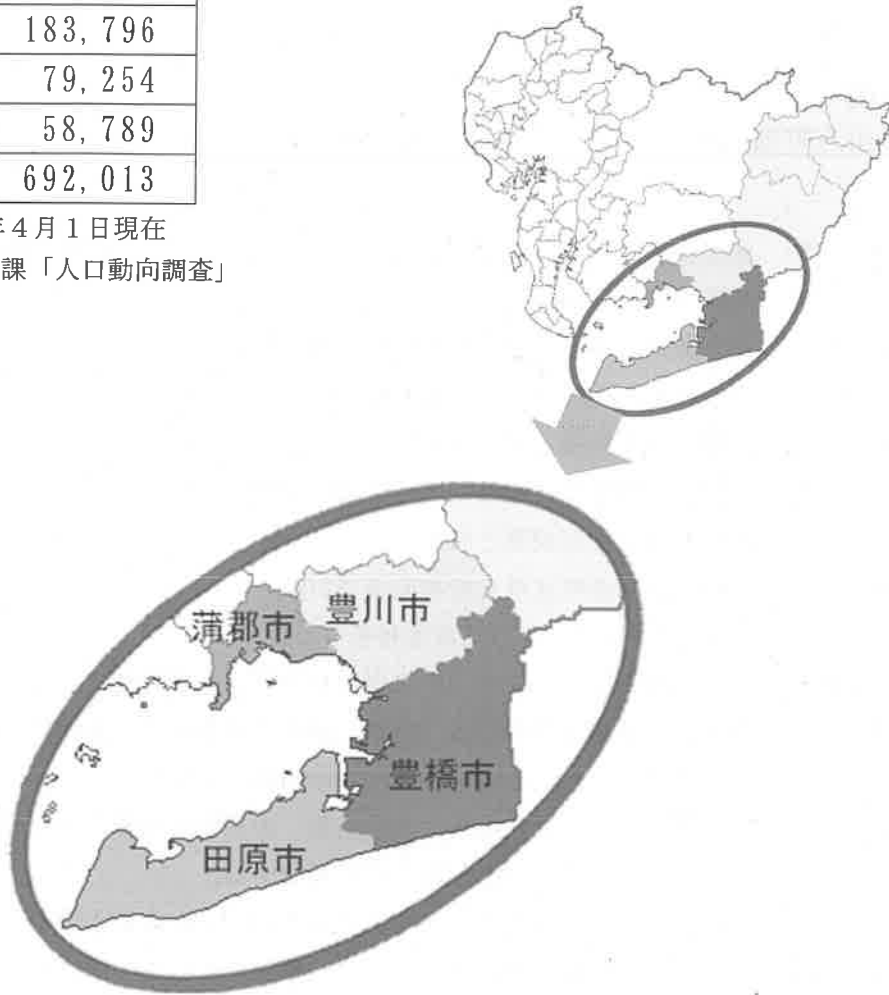 183,796
79,254
58,789
692,013
年4月1日現在
課「人口動向調査」
豊川市
蒲郡市
豊橋市
田原市